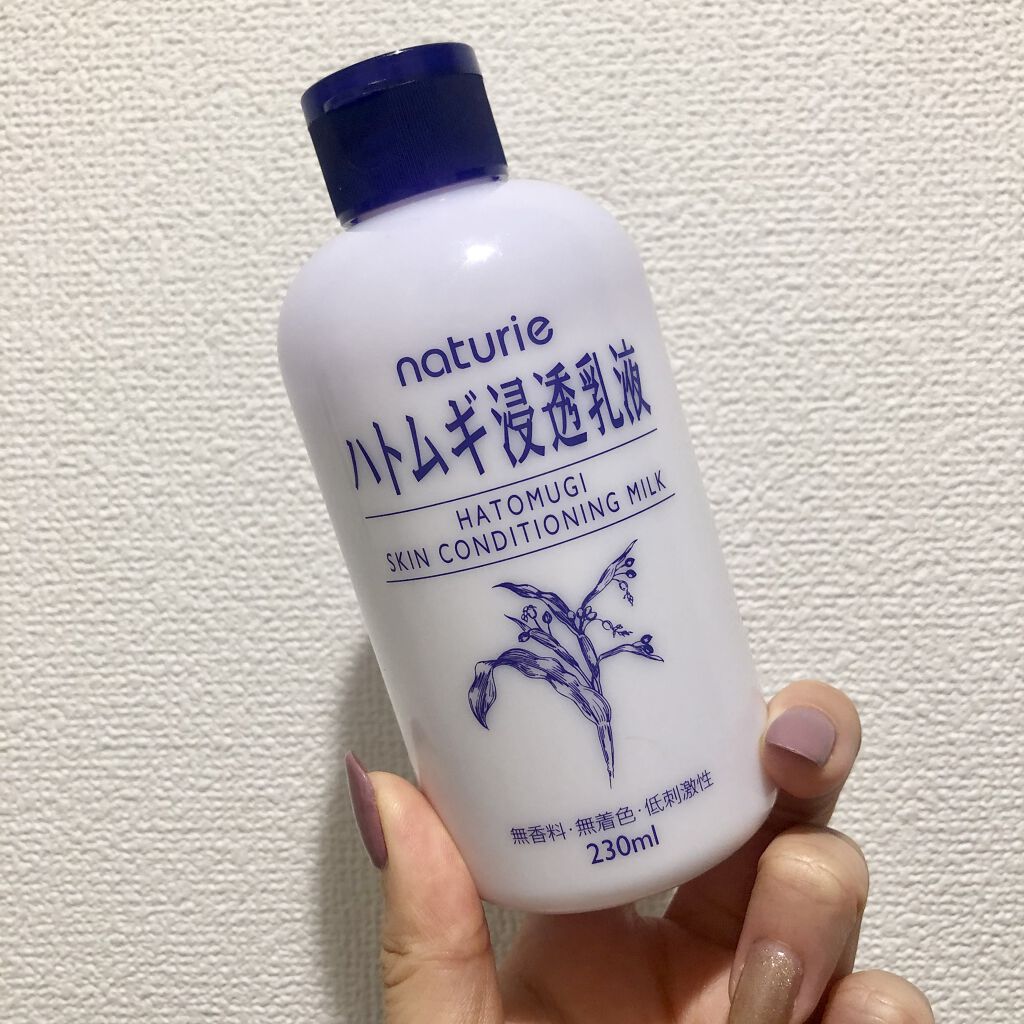 naturie
ハトムギ浸透乳液
HATOMUGI
SKIN CONDITIONING MILK
無香料・無着色・低刺激性
230ml